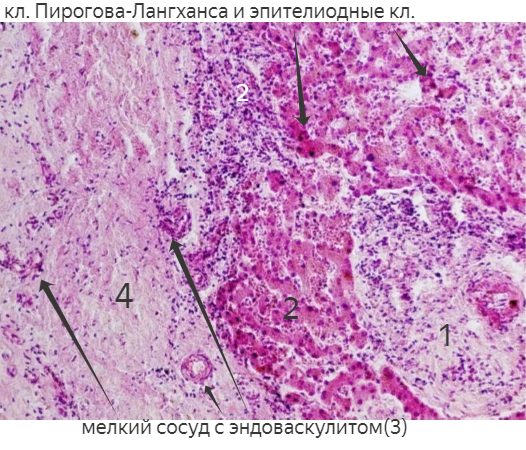 кл. Пирогова-Лангханса и эпителиодные кл.
2
4
2
1
мелкий сосуд с эндоваскулитом(3)